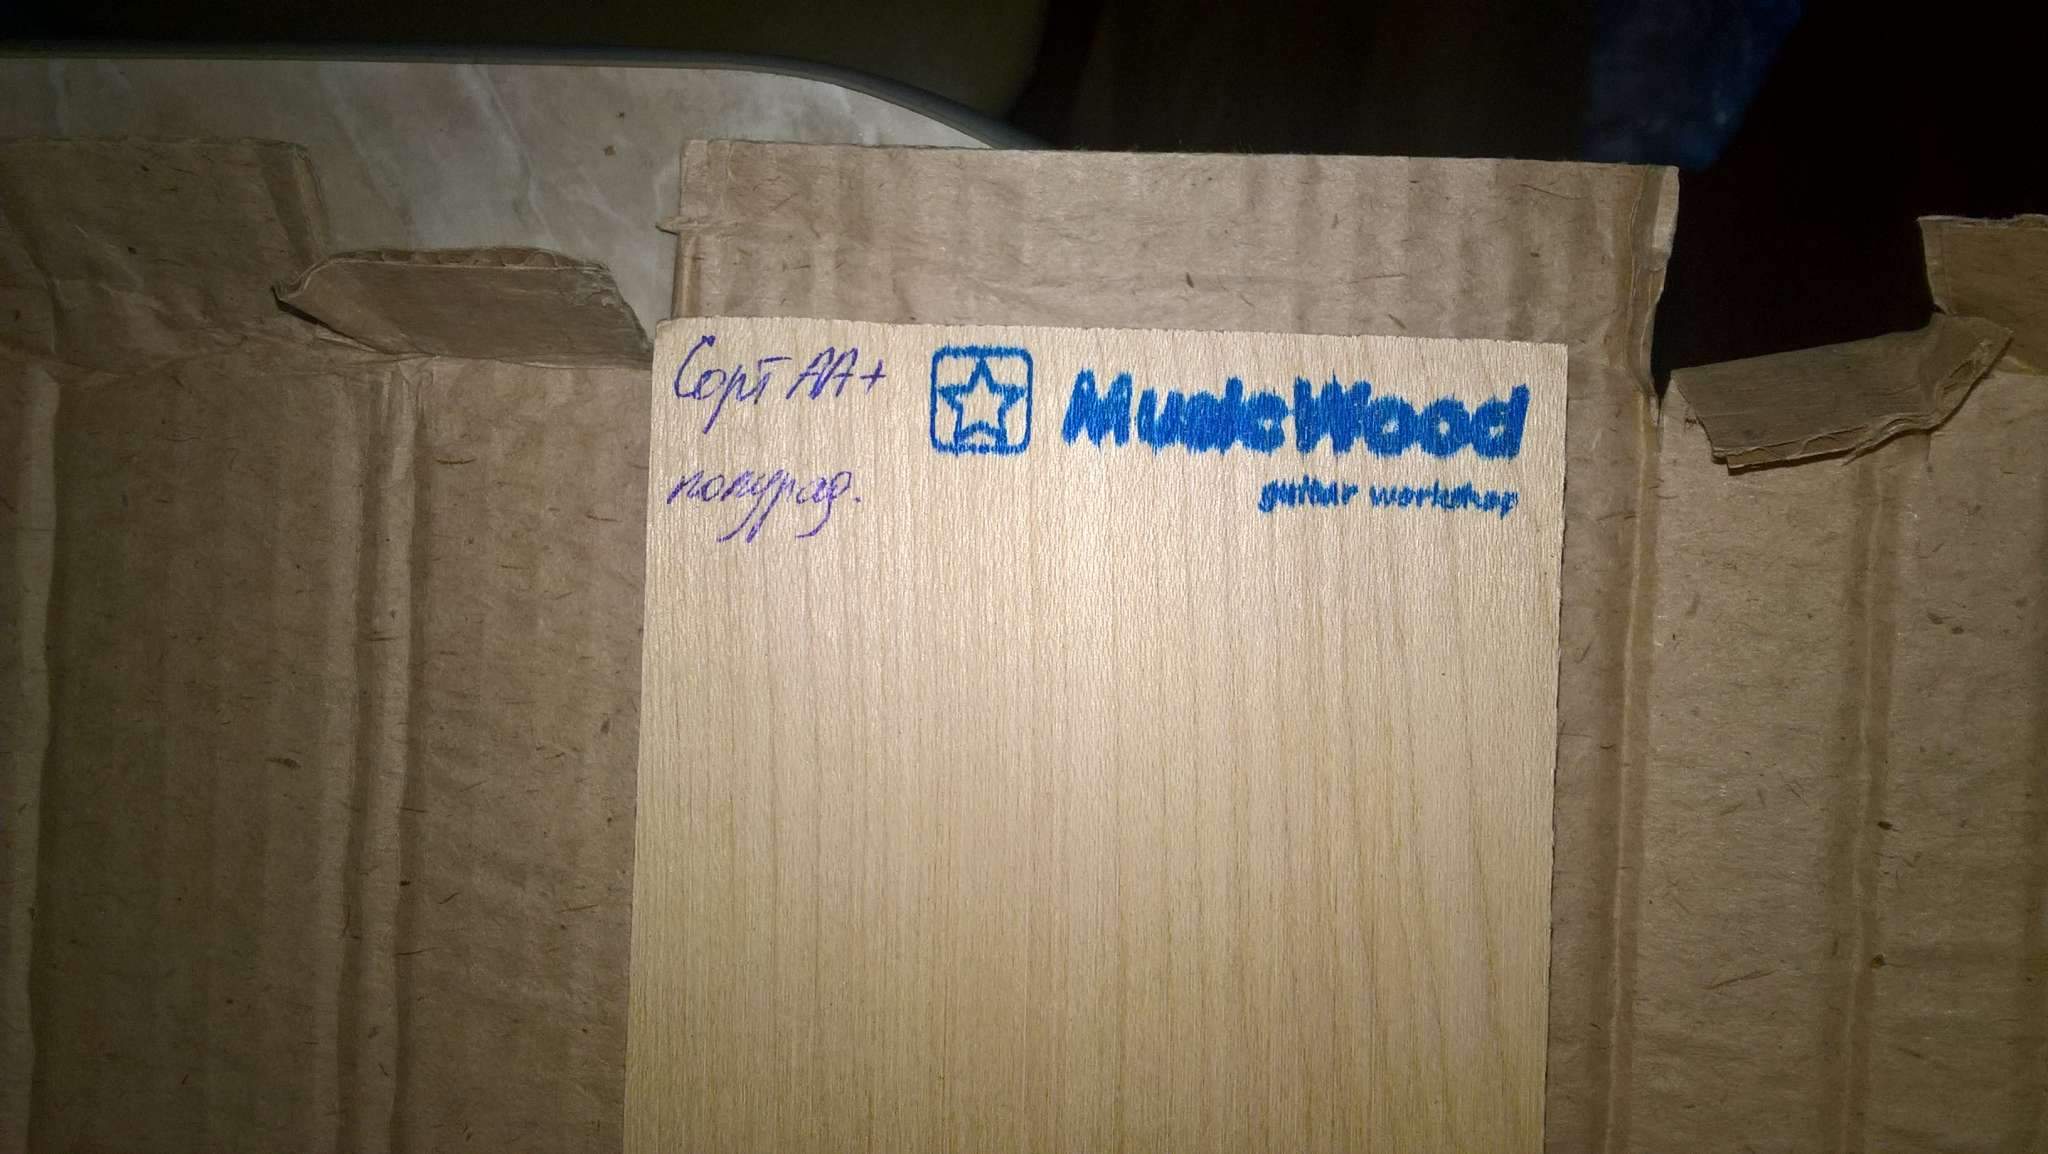 Сорт АА+
полурад.
MusicWood
guitar workshop